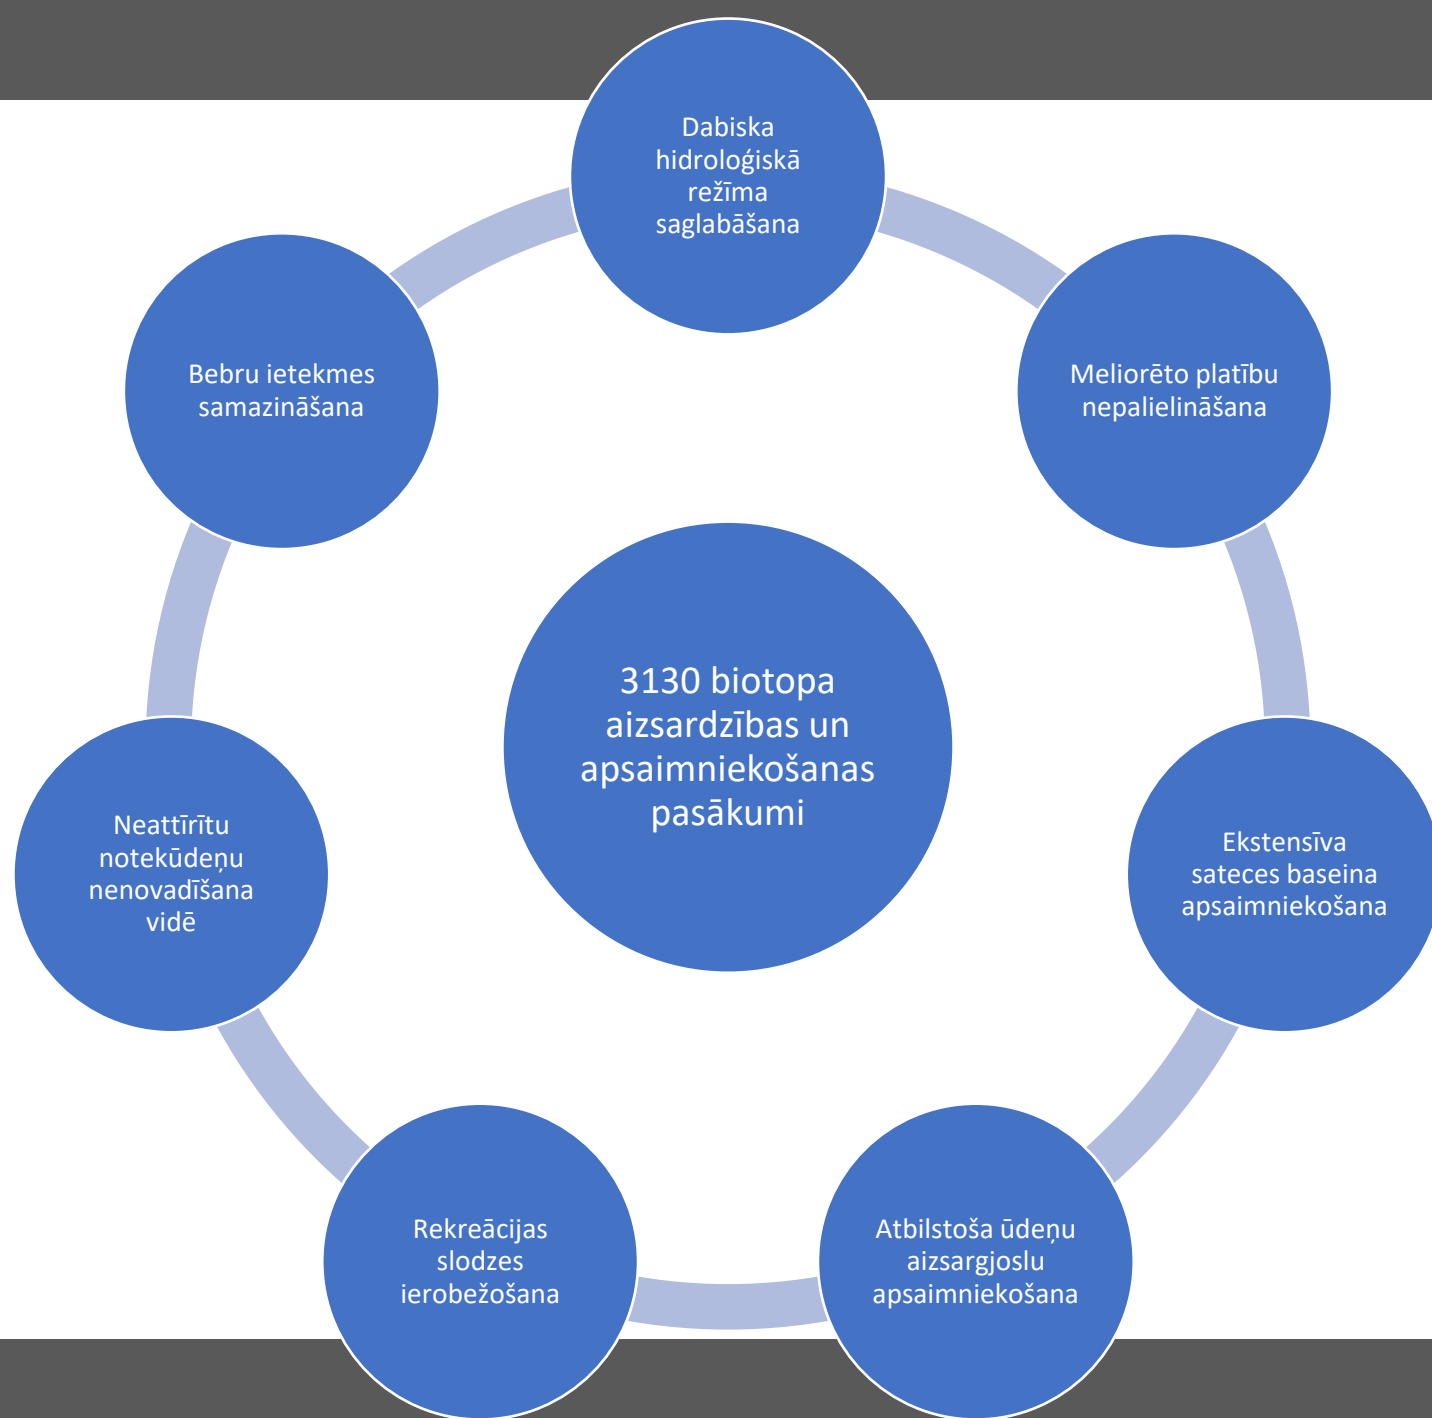 Dabiska
hidroloģiskā
režīma
saglabāšana
Meliorēto platību
nepalielināšana
Ekstensīva
sateces baseina
apsaimniekošana
Atbilstoša ūdeņu
aizsargjoslu
apsaimniekošana
Rekreācijas
slodzes
ierobežošana
Neattīrītu
notekūdeņu
nenovadīšana
vidē
Bebru ietekmes
samazināšana
3130 biotopa
aizsardzības un
apsaimniekošanas
pasākumi